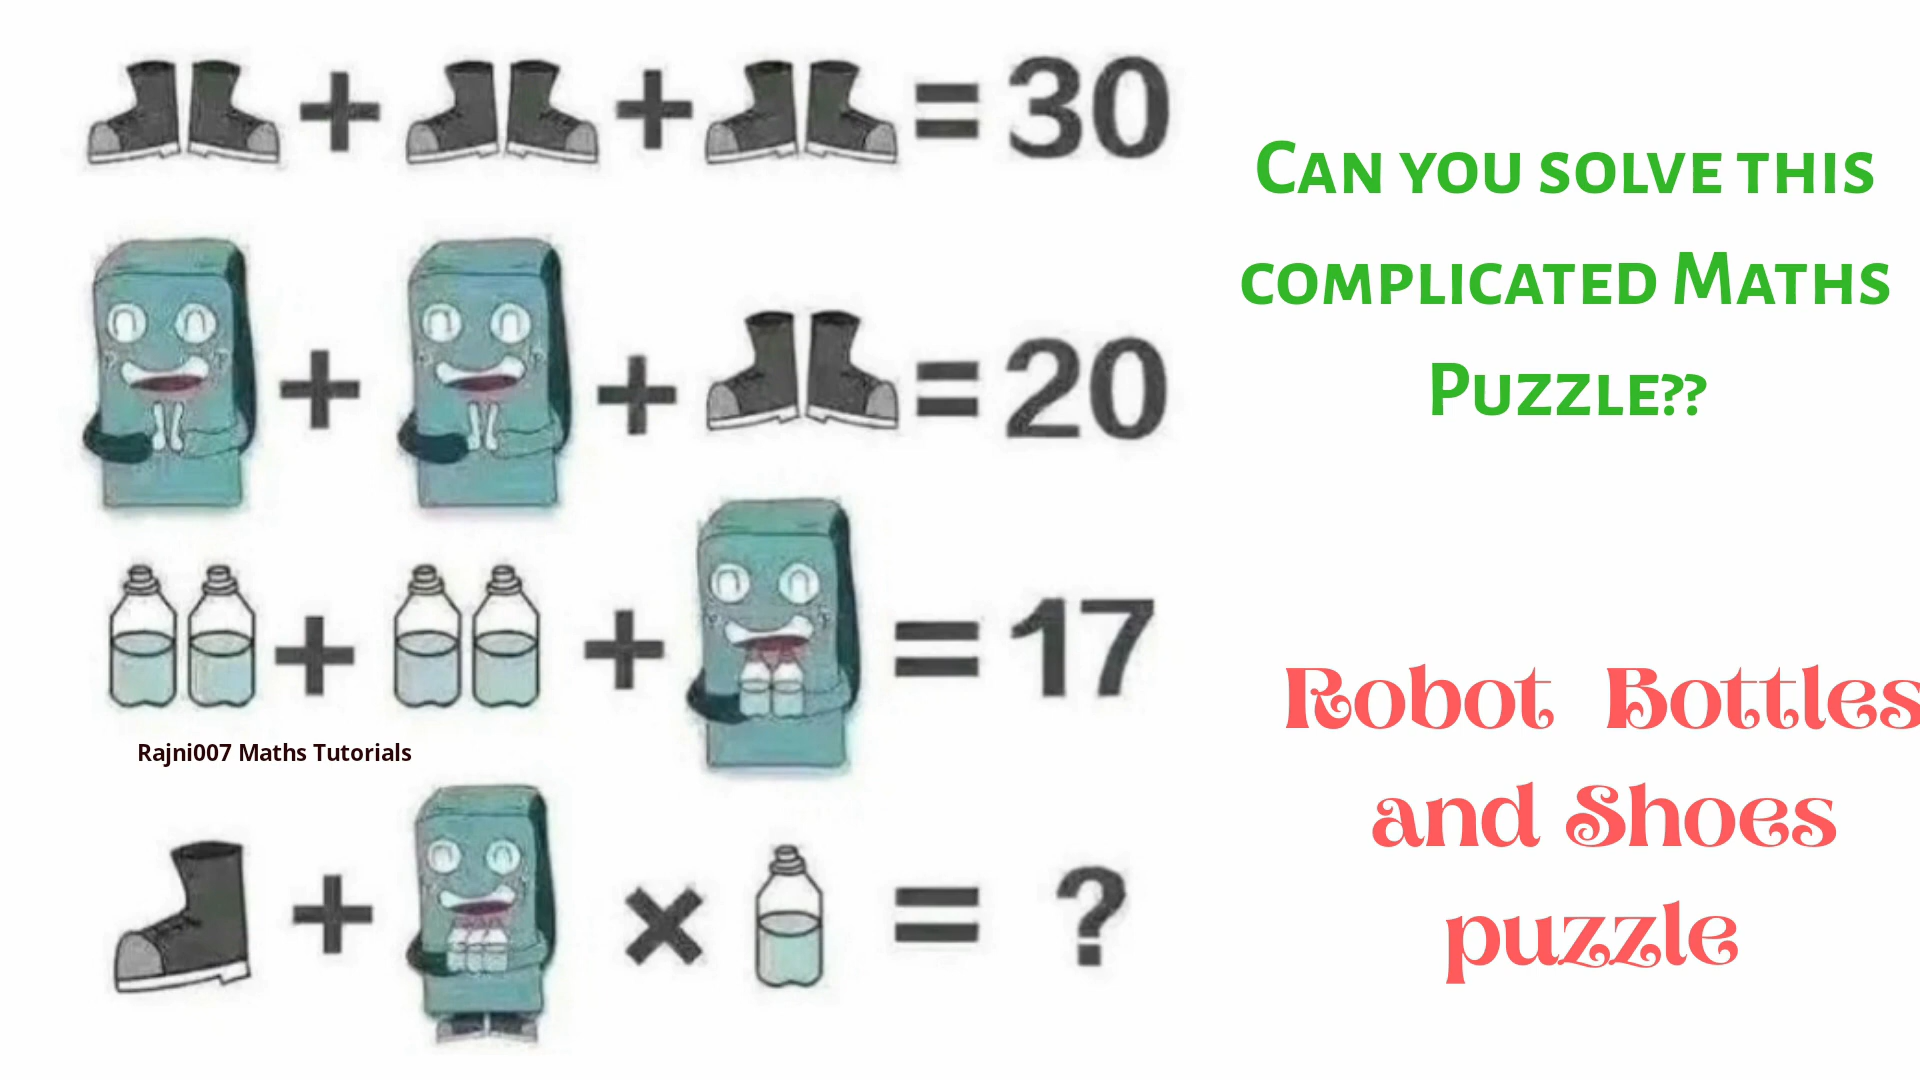 + + = 30
Can you solve this
complicated Maths
Puzzle??
+ + = 20
+ + = 17
Robot Bottles
and Shoes
puzzle
Rajni007 Maths Tutorials
+ × = ?